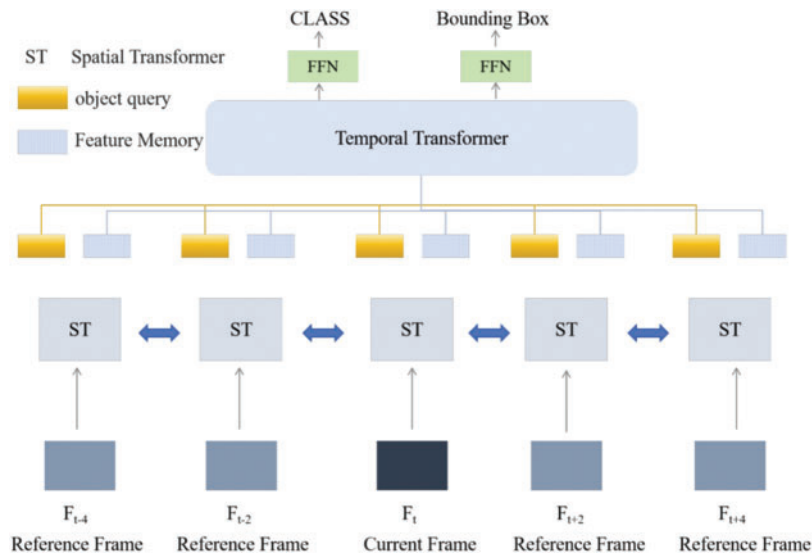 CLASS
Bounding Box
FFN
FFN
ST Spatial Transformer
object query
Feature Memory
Temporal Transformer
ST
ST
ST
ST
ST
Ft-4
Ft-2
Ft
Ft+2
Ft+4
Reference Frame
Reference Frame
Current Frame
Reference Frame
Reference Frame